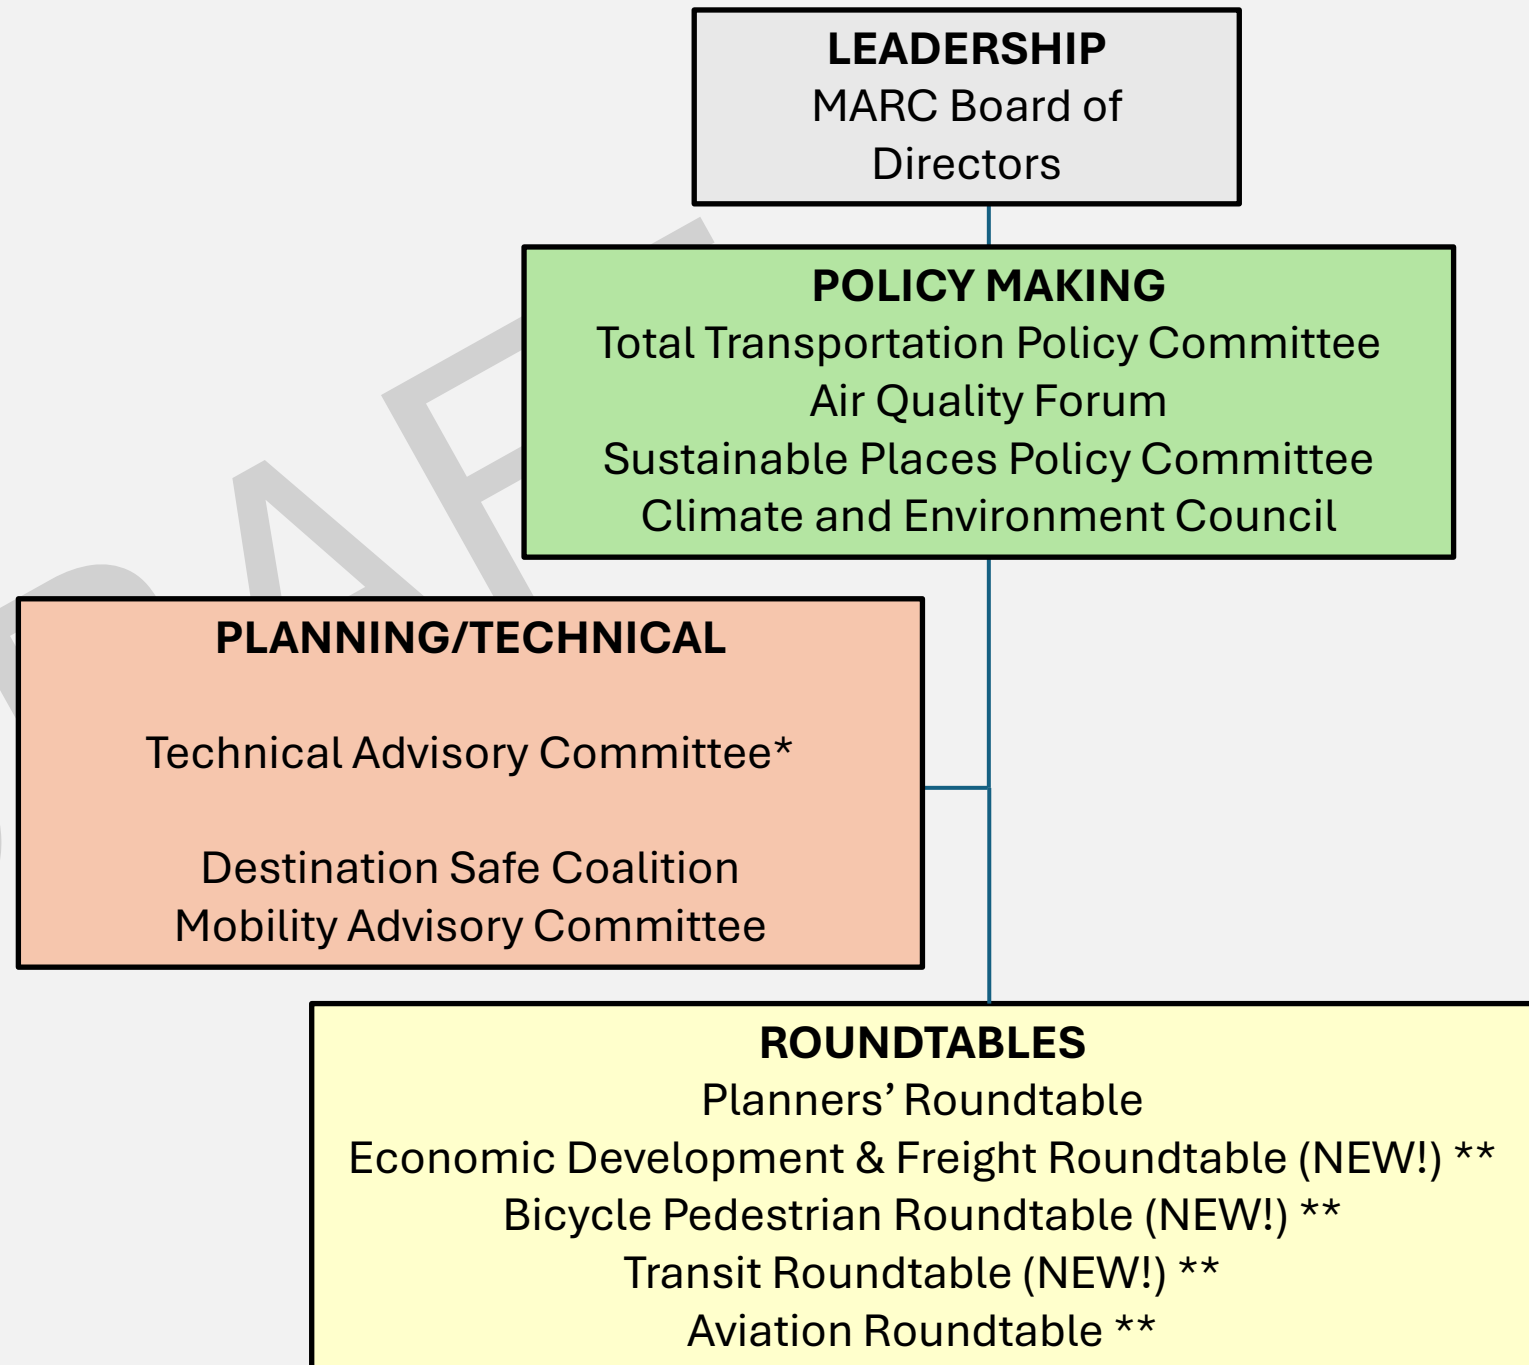 LEADERSHIP
MARC Board of
Directors
POLICY MAKING
Total Transportation Policy Committee
Air Quality Forum
Sustainable Places Policy Committee
Climate and Environment Council
PLANNING/TECHNICAL
Technical Advisory Committee*
Destination Safe Coalition
Mobility Advisory Committee
ROUNDTABLES
Planners’ Roundtable
Economic Development & Freight Roundtable (NEW!) **
Bicycle Pedestrian Roundtable (NEW!) **
Transit Roundtable (NEW!) **
Aviation Roundtable **